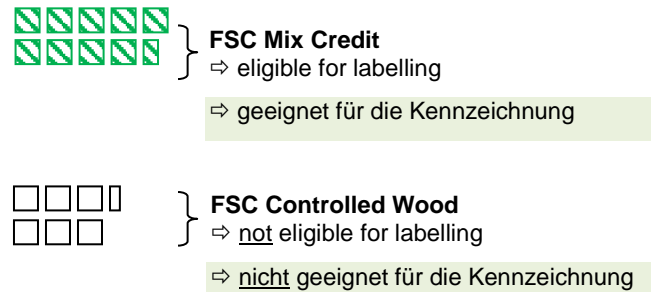 FSC Mix Credit
⇨ eligible for labelling
⇨ geeignet für die Kennzeichnung
FSC Controlled Wood
⇨ not eligible for labelling
⇨ nicht geeignet für die Kennzeichnung